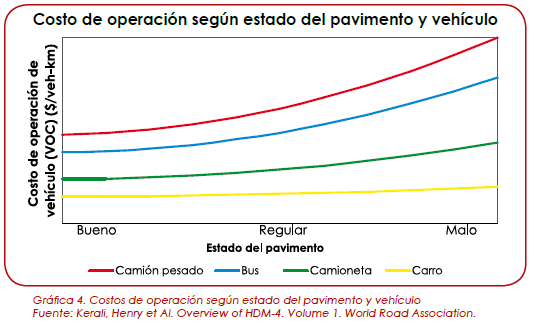 Costo de operación según estado del pavimento y vehículo
Costo de operación de
vehículo (VOC) ($/veh-km)
Bueno Regular Malo
Estado del pavimento
Camión pesado Bus Camioneta Carro
Gráfica 4. Costos de operación según estado del pavimento y vehículo
Fuente: Kerali, Henry et Al. Overview of HDM-4. Volume 1. World Road Association.